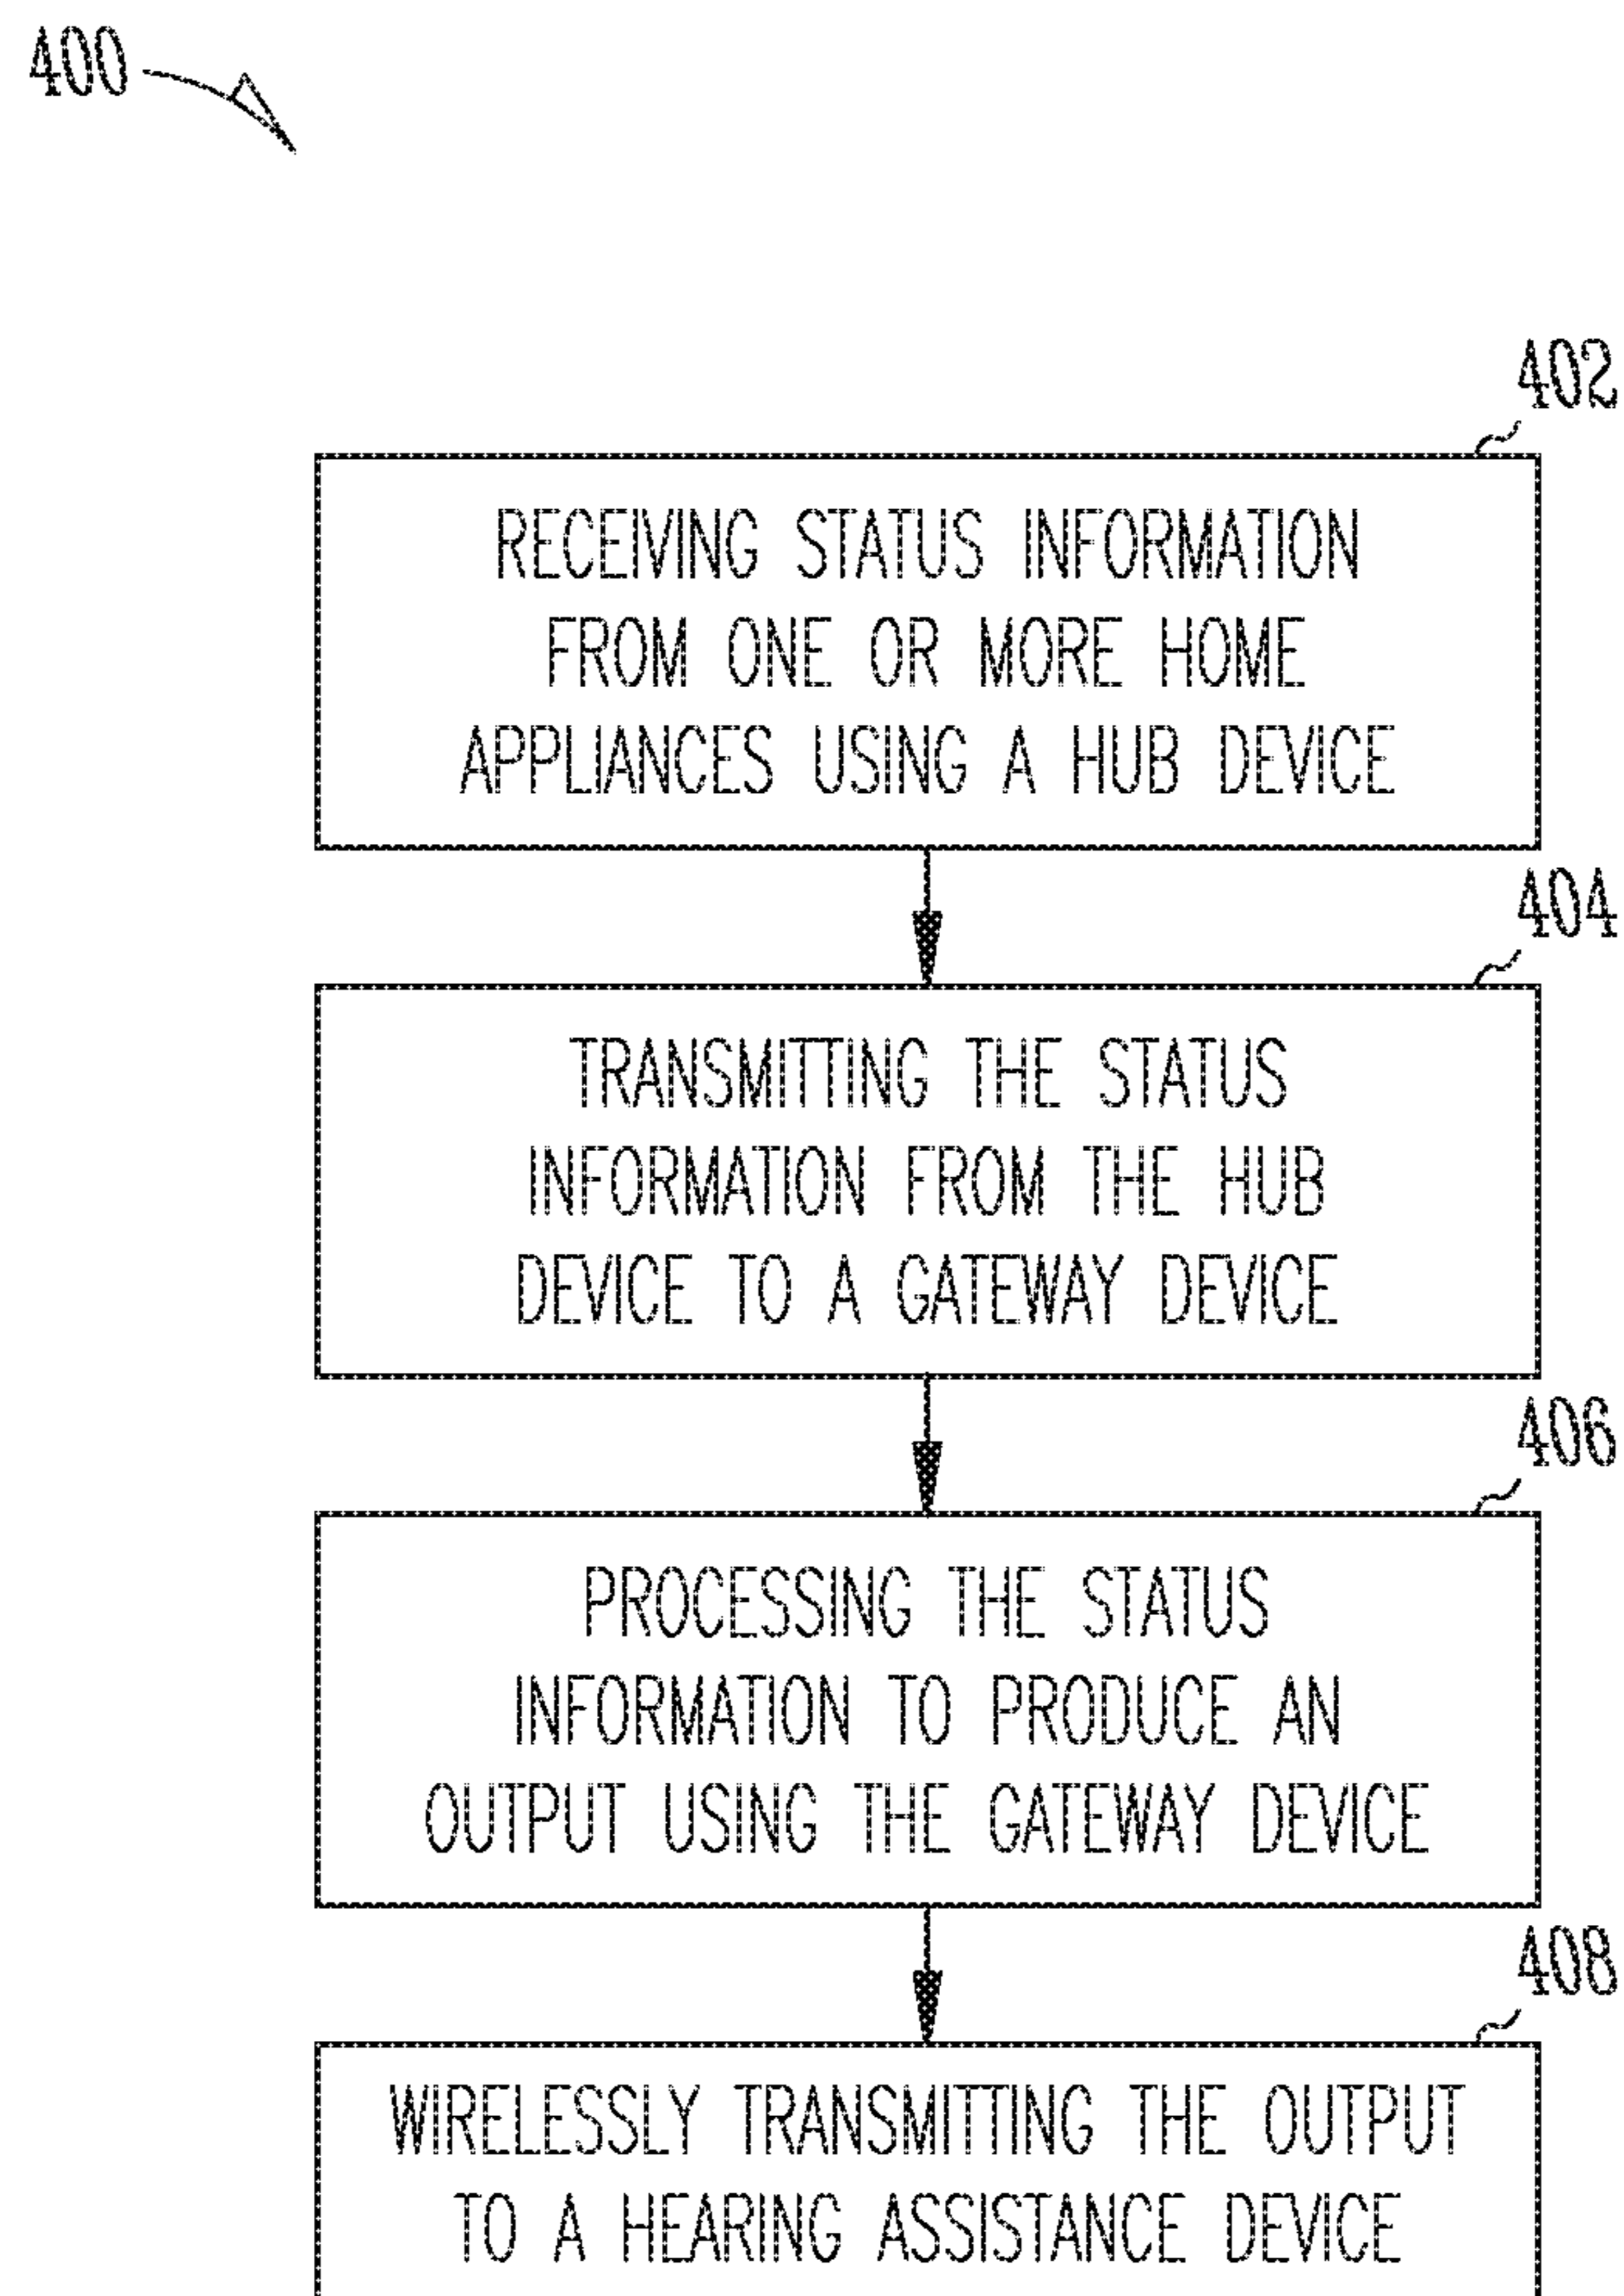 400
402
RECEIVING STATUS INFORMATION
FROM ONE OR MORE HOME
APPLIANCES USING A HUB DEVICE
404
TRANSMITTING THE STATUS
INFORMATION FROM THE HUB
DEVICE TO A GATEWAY DEVICE
406
PROCESSING THE STATUS
INFORMATION TO PRODUCE AN
OUTPUT USING THE GATEWAY DEVICE
408
WIRELESSLY TRANSMITTING THE OUTPUT
TO A HEARING ASSISTANCE DEVICE